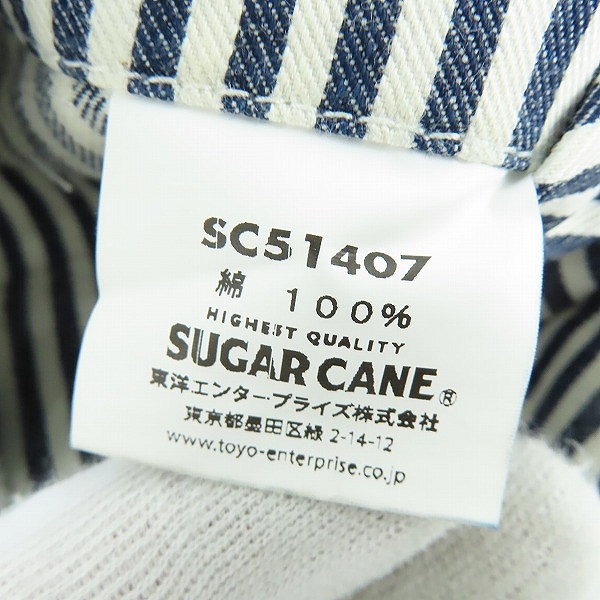 SC51407
綿 100%
HIGHEST QUALITY
SUGAR CANE®
東洋エンタープライズ株式会社
東京都墨田区緑 2-14-12
www.toyo-enterprise.co.jp